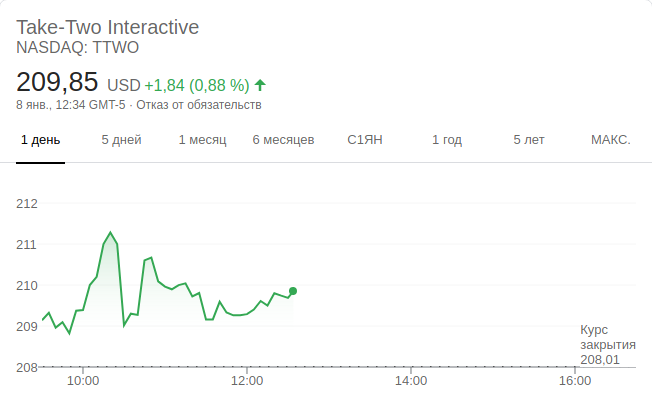 Take-Two Interactive
NASDAQ: TTWO
209,85 USD +1,84 (0,88 %)
8 янв., 12:34 GMT-5 · Отказ от обязательств
1 день 5 дней 1 месяц 6 месяцев С1ЯН 1 год 5 лет МАКС.
212
211
210
209
Курс
закрытия
208,01
208
10:00 12:00 14:00 16:00